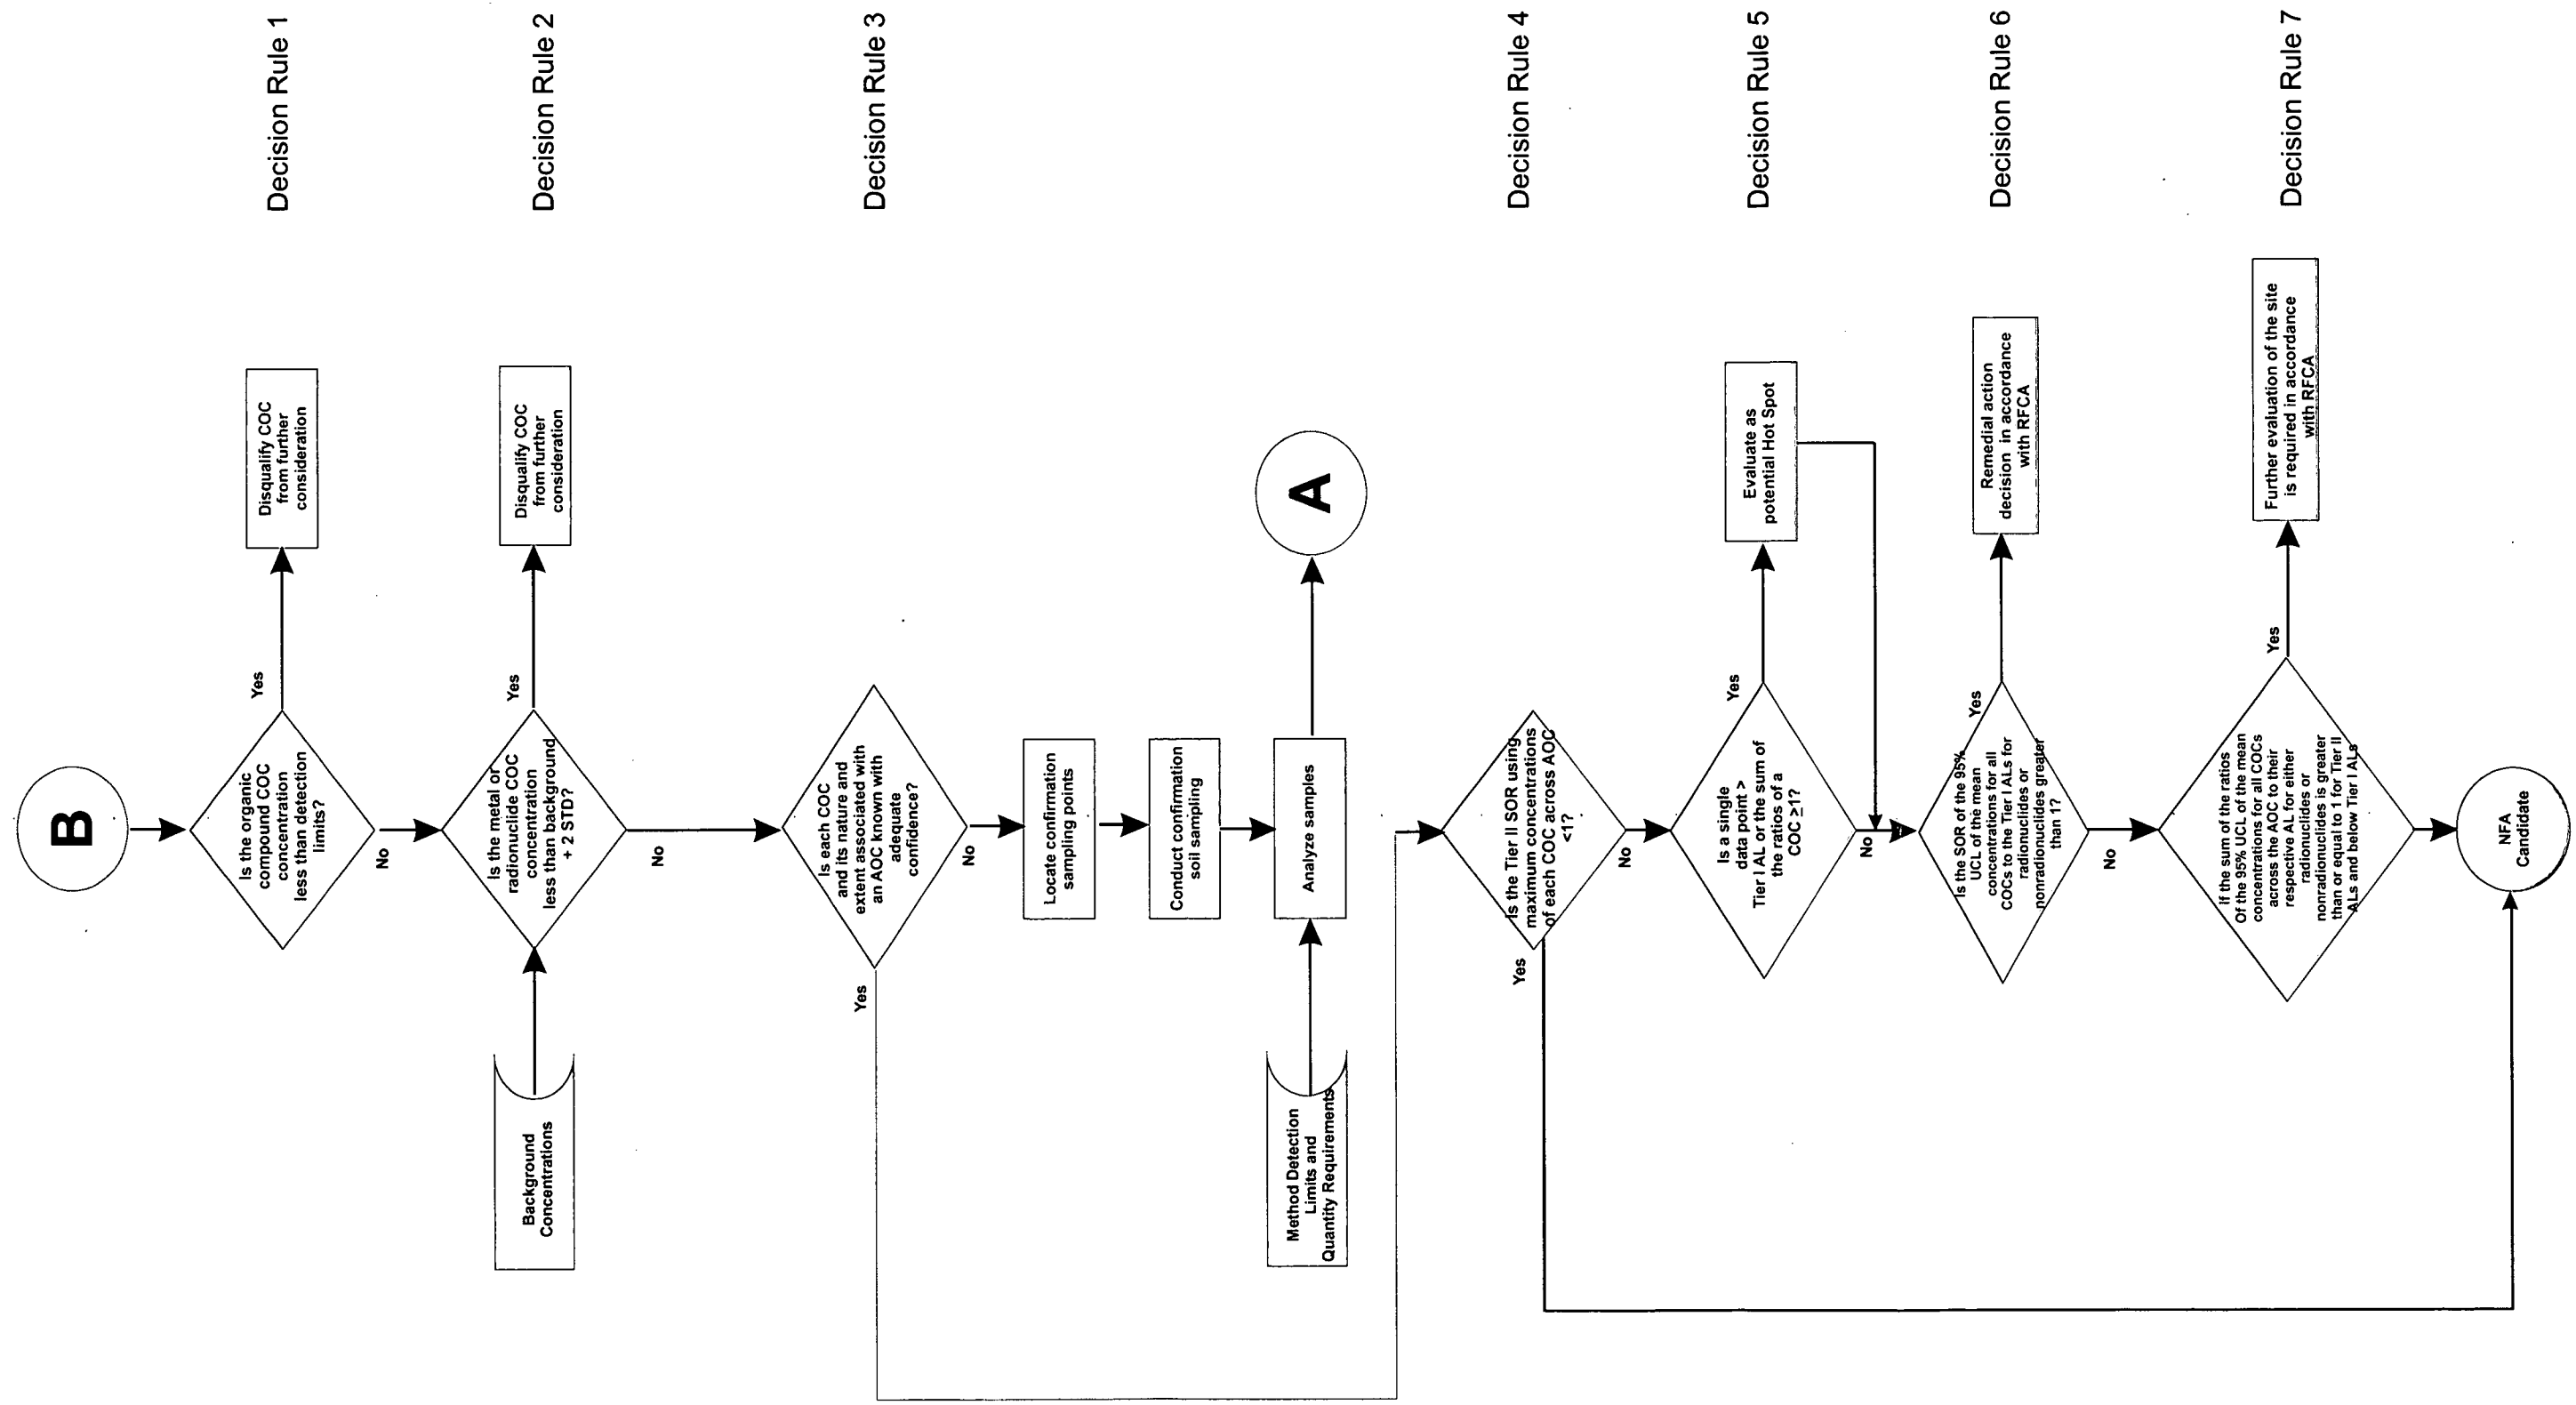 B
Is the organic
compound COC
concentration
less than detection
limits?
Yes
No
Disqualify COC
from further
consideration
Decision Rule 1
Background
Concentrations
Is the metal or
radionuclide COC
concentration
less than background
+ 2 STD?
Yes
No
Disqualify COC
from further
consideration
Decision Rule 2
Is each COC
and its nature and
extent associated with
an AOC known with
adequate
confidence?
Yes
No
Decision Rule 3
Locate confirmation
sampling points
Conduct confirmation
soil sampling
Method Detection
Limits and
Quantity Requirements
Analyze samples
A
Is the Tier II SOR using
maximum concentrations
of each COC across AOC
<1?
Yes
No
Decision Rule 4
Is a single
data point >
Tier I AL or the sum of
the ratios of a
COC ≥1?
Yes
No
Evaluate as
potential Hot Spot
Decision Rule 5
Is the SOR of the 95%
UCL of the mean
concentrations for all
COCs to the Tier I ALs for
radionuclides or
nonradionuclides greater
than 1?
Yes
No
Remedial action
decision in accordance
with RFCA
Decision Rule 6
If the sum of the ratios
Of the 95% UCL of the mean
concentrations for all COCs
across the AOC to their
respective AL for either
radionuclides or
nonradionuclides is greater
than or equal to 1 for Tier II
ALs and below Tier I ALs
Yes
Further evaluation of the site
is required in accordance
with RFCA
Decision Rule 7
NFA
Candidate